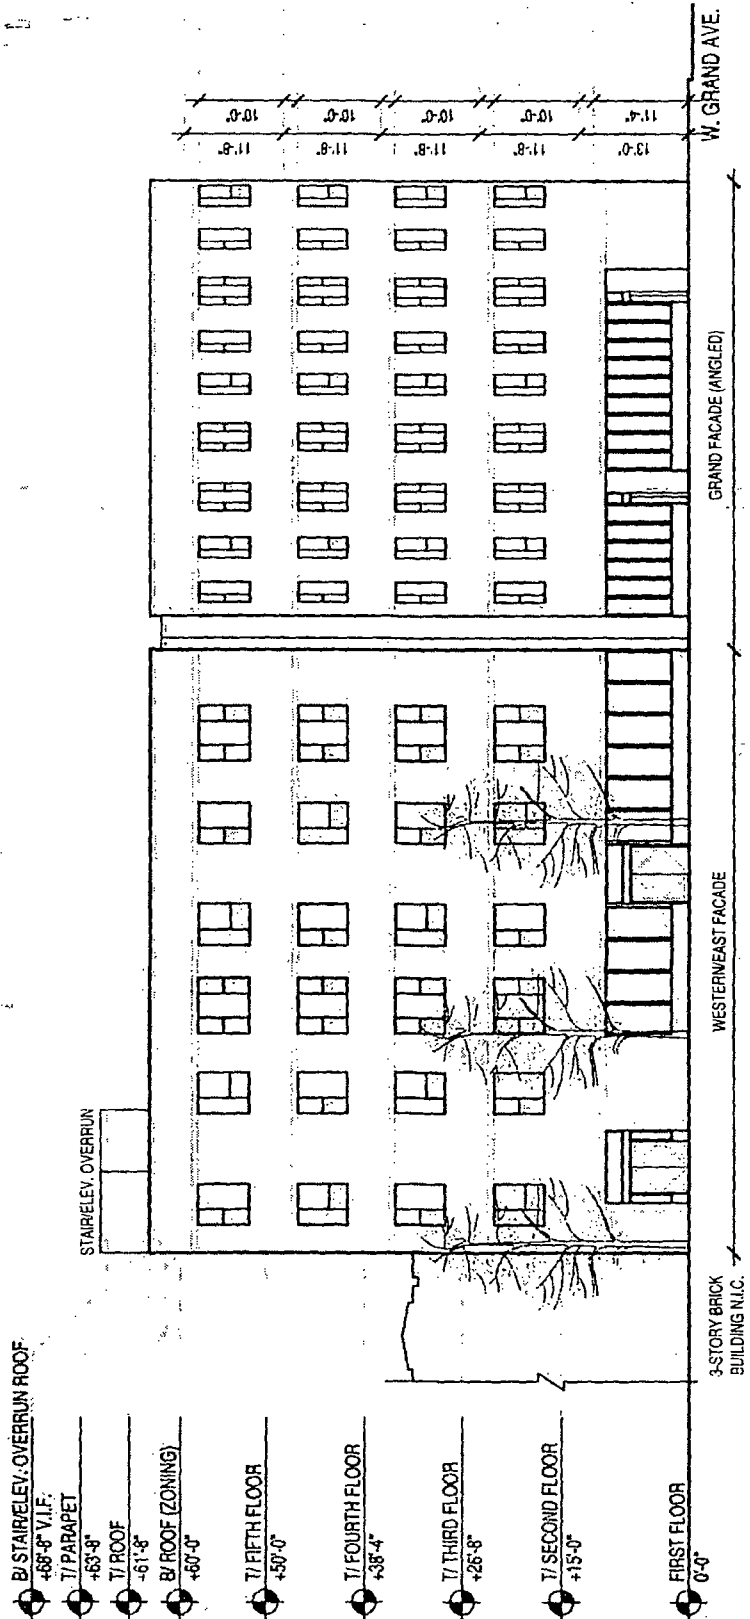 B/ STAIR/ELEV. OVERRUN ROOF
+68'-8" V.I.F.
T/ PARAPET
+63'-8"
T/ ROOF
+61'-8"
B/ ROOF (ZONING)
+60'-0"
T/ FIFTH FLOOR
+50'-0"
T/ FOURTH FLOOR
+38'-4"
T/ THIRD FLOOR
+26'-8"
T/ SECOND FLOOR
+15'-0"
FIRST FLOOR
0'-0"
STAIR/ELEV. OVERRUN
3-STORY BRICK
BUILDING N.I.C.
WESTERN/EAST FACADE
GRAND FACADE (ANGLED)
W. GRAND AVE.
10'-0"
10'-0"
10'-0"
10'-0"
11'-4"
11'-8"
11'-8"
11'-8"
11'-8"
13'-0"